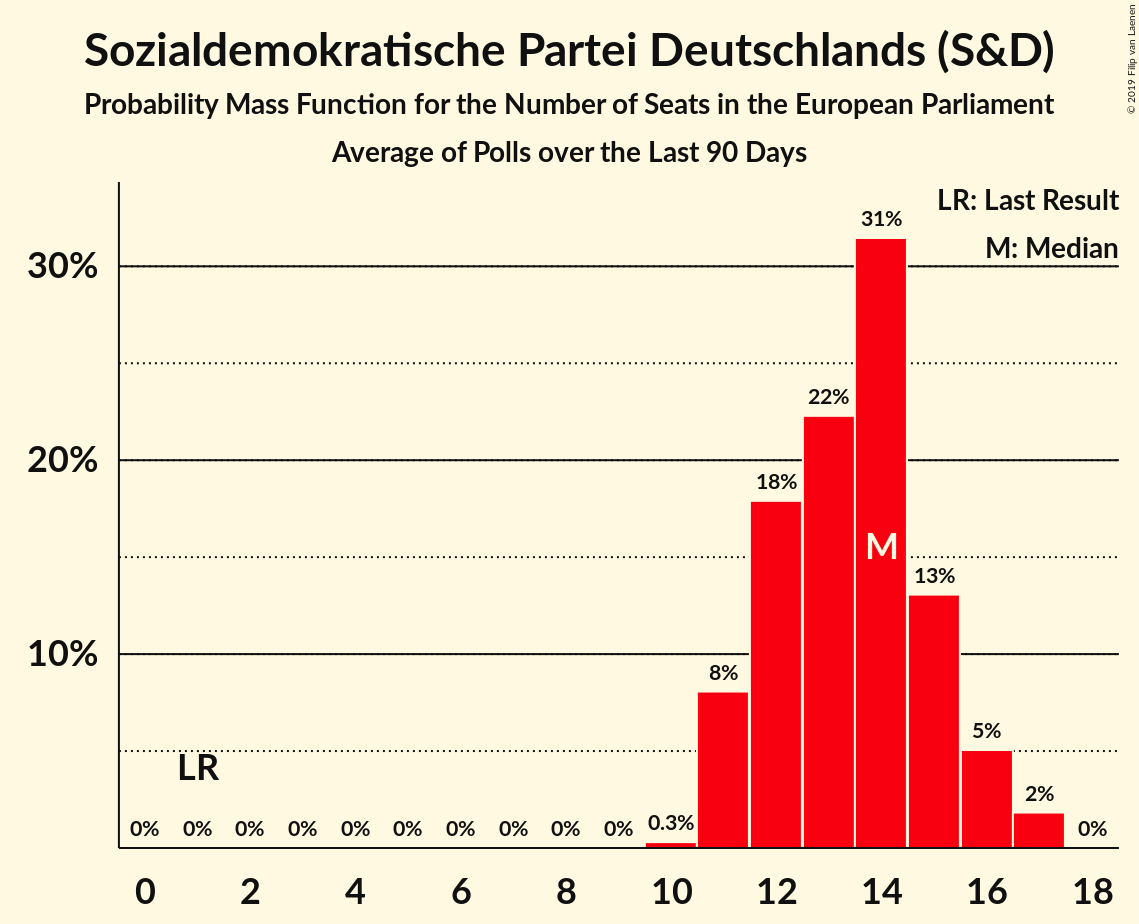 Sozialdemokratische Partei Deutschlands (S&D)
Probability Mass Function for the Number of Seats in the European Parliament
Average of Polls over the Last 90 Days
© 2019 Filip van Laenen
LR: Last Result
M: Median
30%
20%
10%
31%
22%
18%
M
13%
8%
5%
LR
2%
0% 0% 0% 0% 0% 0% 0% 0% 0% 0% 0.3% 0%
0 2 4 6 8 10 12 14 16 18